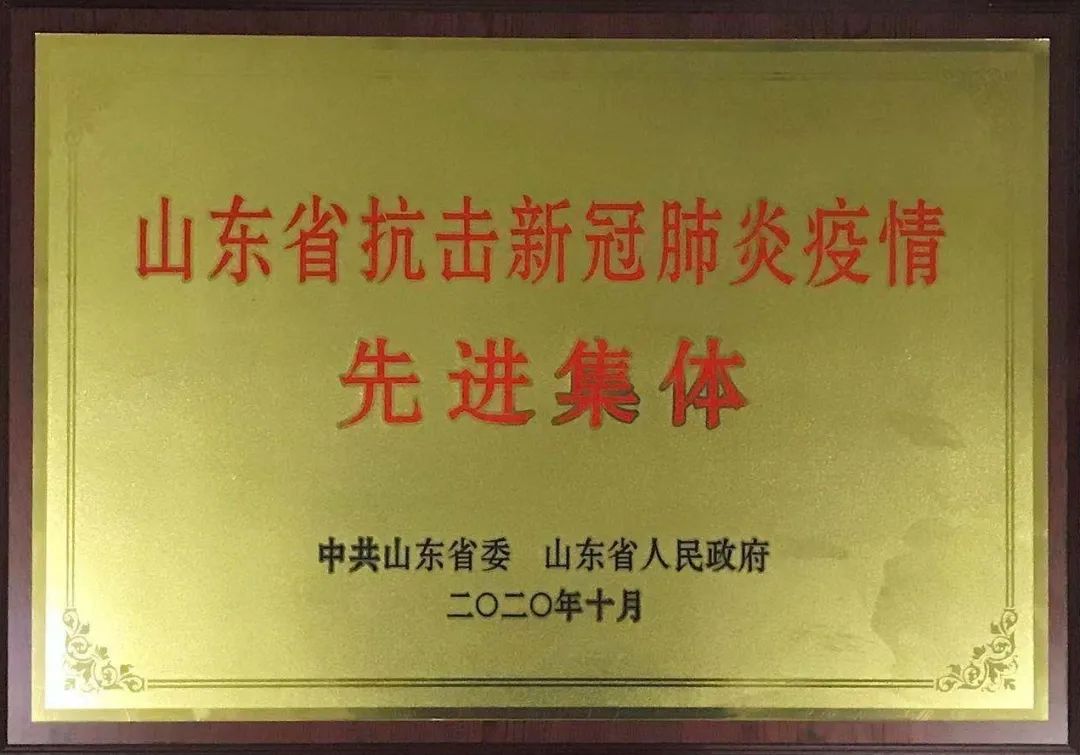 山东省抗击新冠肺炎疫情
先进集体
中共山东省委 山东省人民政府
二〇二〇年十月